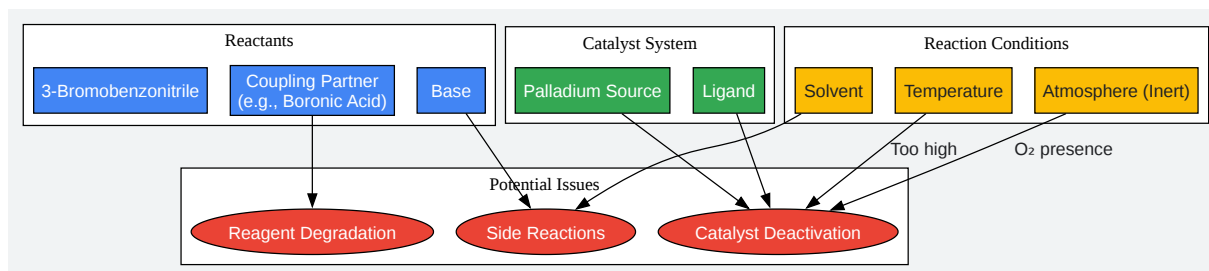 Reactants
Catalyst System
Reaction Conditions
3-Bromobenzonitrile
Coupling Partner
(e.g., Boronic Acid)
Base
Palladium Source
Ligand
Solvent
Temperature
Atmosphere (Inert)
Too high
O₂ presence
Potential Issues
Reagent Degradation
Side Reactions
Catalyst Deactivation